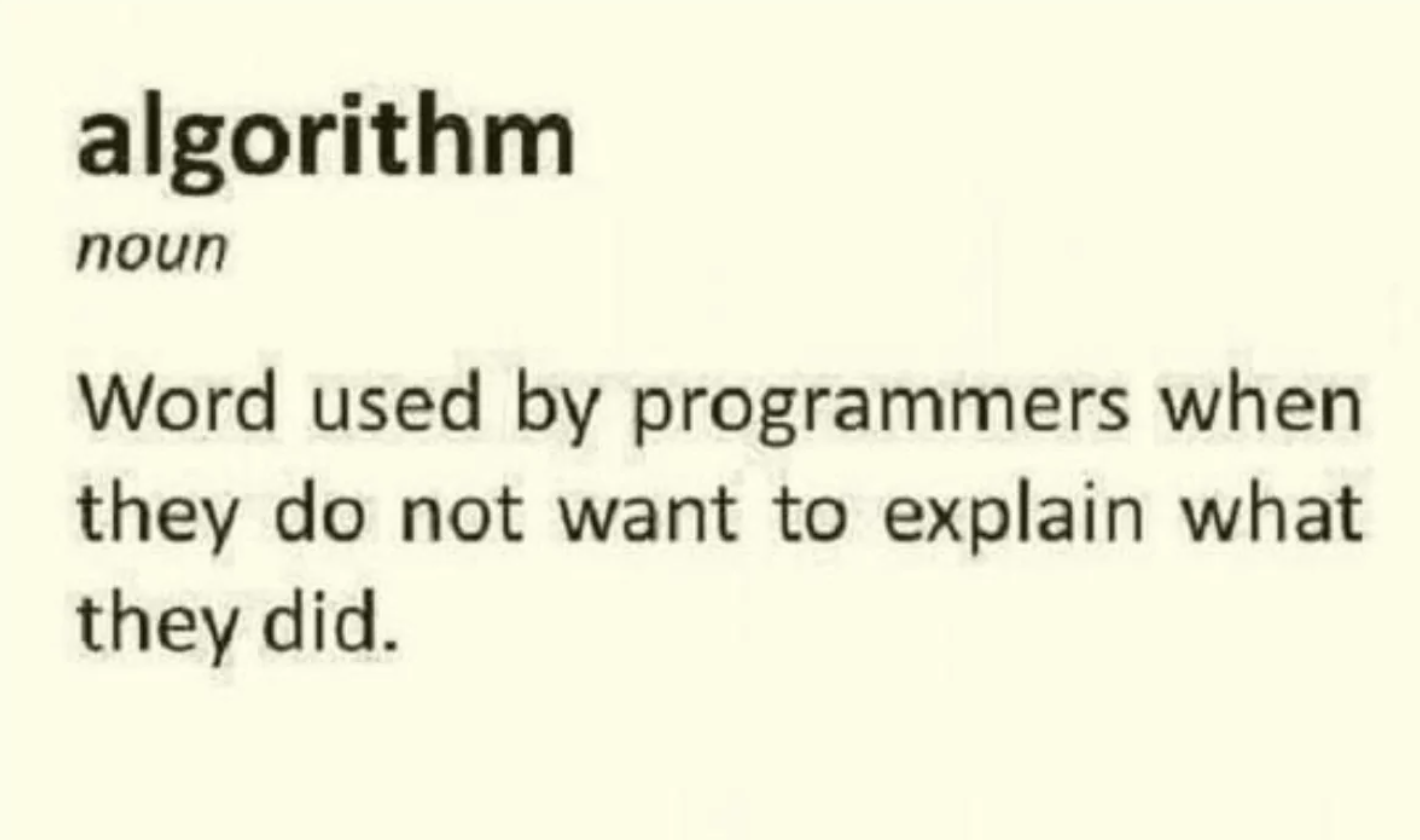 algorithm
noun
Word used by programmers when
they do not want to explain what
they did.